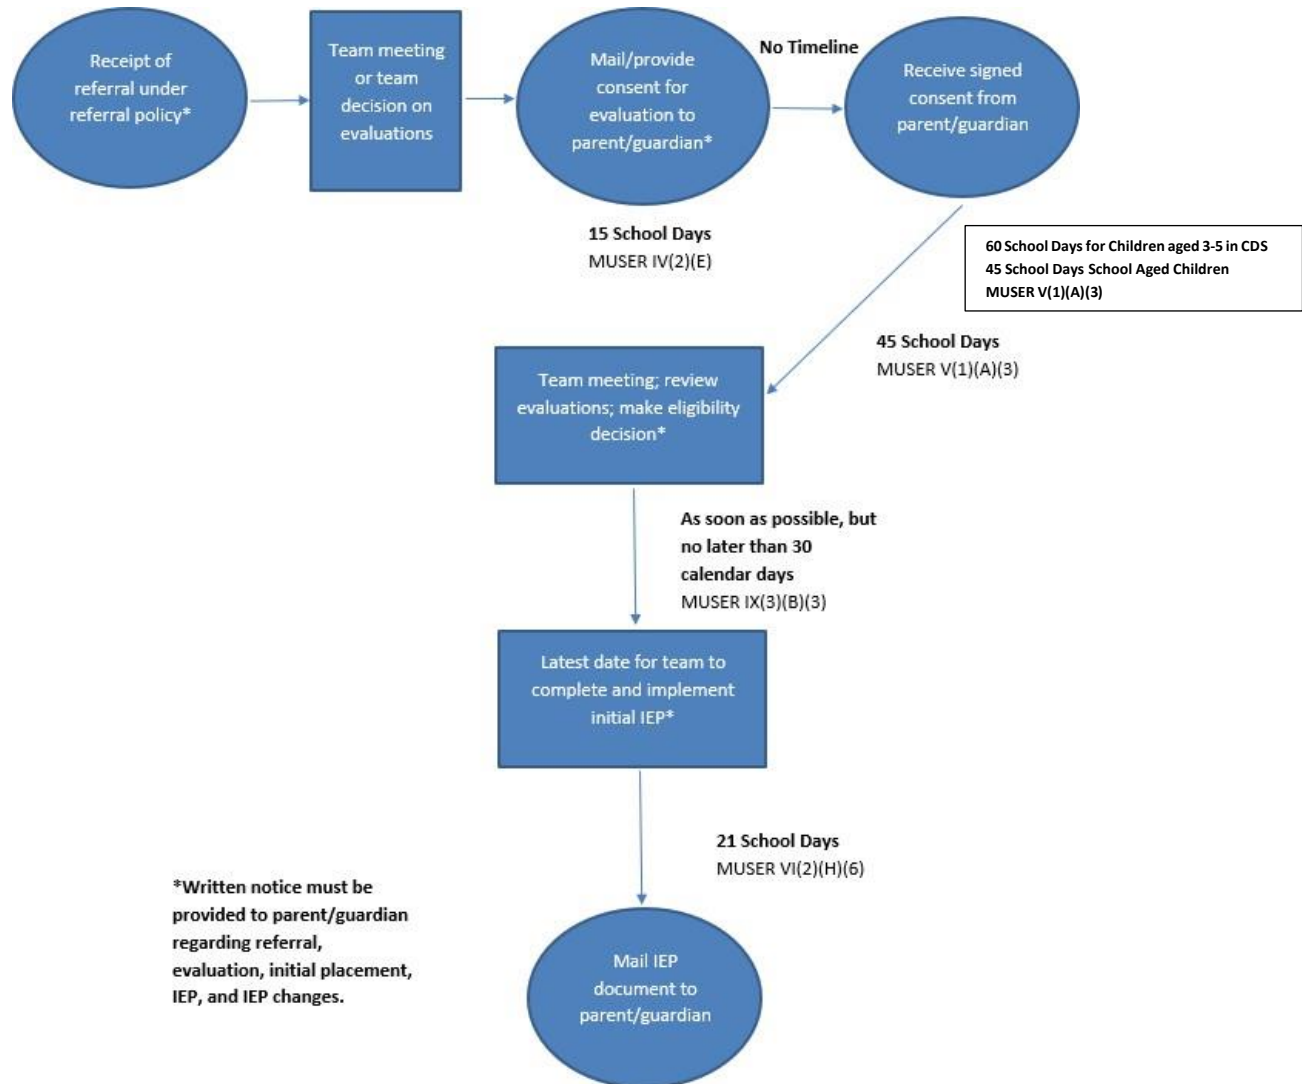 Receipt of
referral under
referral policy*
Team meeting
or team
decision on
evaluations
Mail/provide
consent for
evaluation to
parent/guardian*
No Timeline
Receive signed
consent from
parent/guardian
15 School Days
MUSER IV(2)(E)
60 School Days for Children aged 3-5 in CDS
45 School Days School Aged Children
MUSER V(1)(A)(3)
45 School Days
MUSER V(1)(A)(3)
Team meeting; review
evaluations; make eligibility
decision*
As soon as possible, but
no later than 30
calendar days
MUSER IX(3)(B)(3)
Latest date for team to
complete and implement
initial IEP*
21 School Days
MUSER VI(2)(H)(6)
*Written notice must be
provided to parent/guardian
regarding referral,
evaluation, initial placement,
IEP, and IEP changes.
Mail IEP
document to
parent/guardian